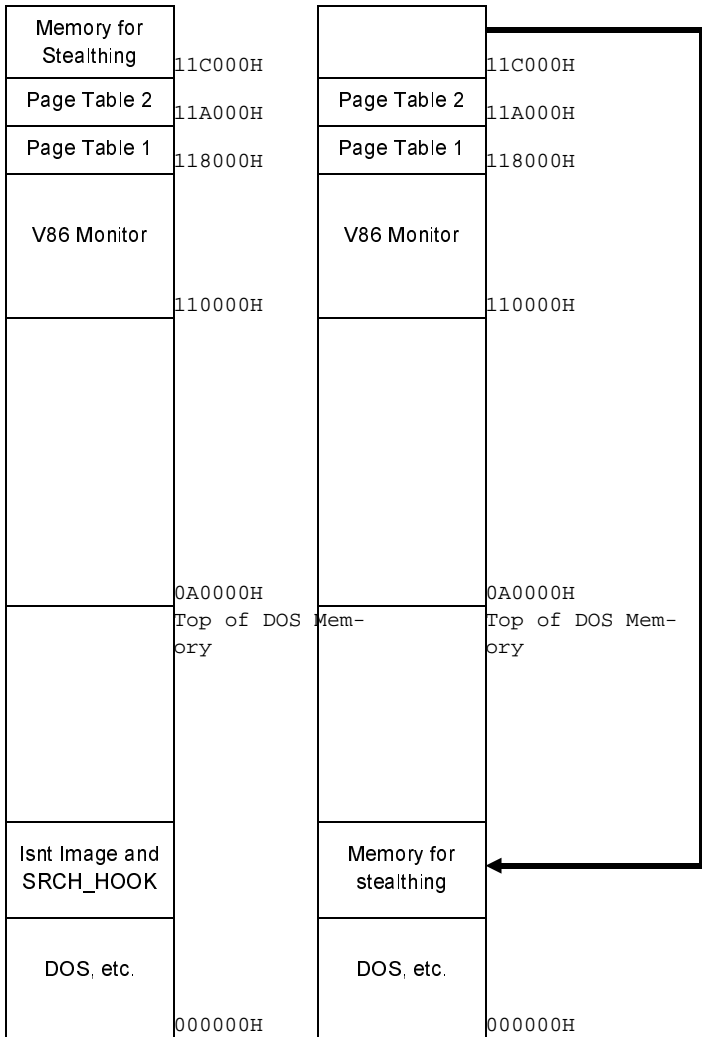 Memory for
Stealthing
11C000H
11C000H
Page Table 2
11A000H
Page Table 2
11A000H
Page Table 1
118000H
Page Table 1
118000H
V86 Monitor
V86 Monitor
110000H
110000H
0A0000H
Top of DOS Mem-
ory
0A0000H
Top of DOS Mem-
ory
Isnt Image and
SRCH_HOOK
Memory for
stealthing
DOS, etc.
DOS, etc.
000000H
000000H